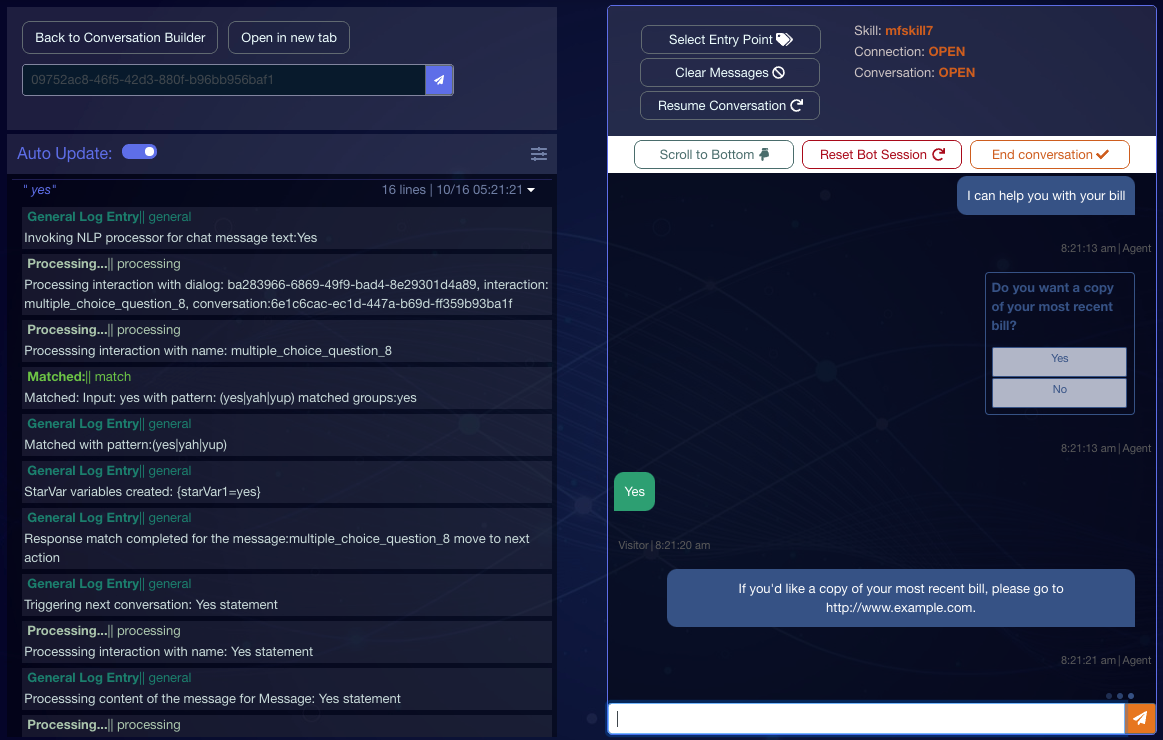 Back to Conversation Builder
Open in new tab
09752ac8-46f5-42d3-880f-b96bb956baf1
Auto Update:
" yes"
16 lines | 10/16 05:21:21
General Log Entry|| general
Invoking NLP processor for chat message text:Yes
Processing...|| processing
Processing interaction with dialog: ba283966-6869-49f9-bad4-8e29301d4a89, interaction:
multiple_choice_question_8, conversation:6e1c6cac-ec1d-447a-b69d-ff359b93ba1f
Processing...|| processing
Processsing interaction with name: multiple_choice_question_8
Matched:|| match
Matched: Input: yes with pattern: (yes|yah|yup) matched groups:yes
General Log Entry|| general
Matched with pattern:(yes|yah|yup)
General Log Entry|| general
StarVar variables created: {starVar1=yes}
General Log Entry|| general
Response match completed for the message:multiple_choice_question_8 move to next
action
General Log Entry|| general
Triggering next conversation: Yes statement
Processing...|| processing
Processsing interaction with name: Yes statement
General Log Entry|| general
Processsing content of the message for Message: Yes statement
Processing...|| processing
Select Entry Point
Clear Messages
Resume Conversation
Skill: mfskill7
Connection: OPEN
Conversation: OPEN
Scroll to Bottom
Reset Bot Session
End conversation
I can help you with your bill
8:21:13 am | Agent
Do you want a copy
of your most recent
bill?
Yes
No
8:21:13 am | Agent
Yes
Visitor | 8:21:20 am
If you'd like a copy of your most recent bill, please go to
http://www.example.com.
8:21:21 am | Agent